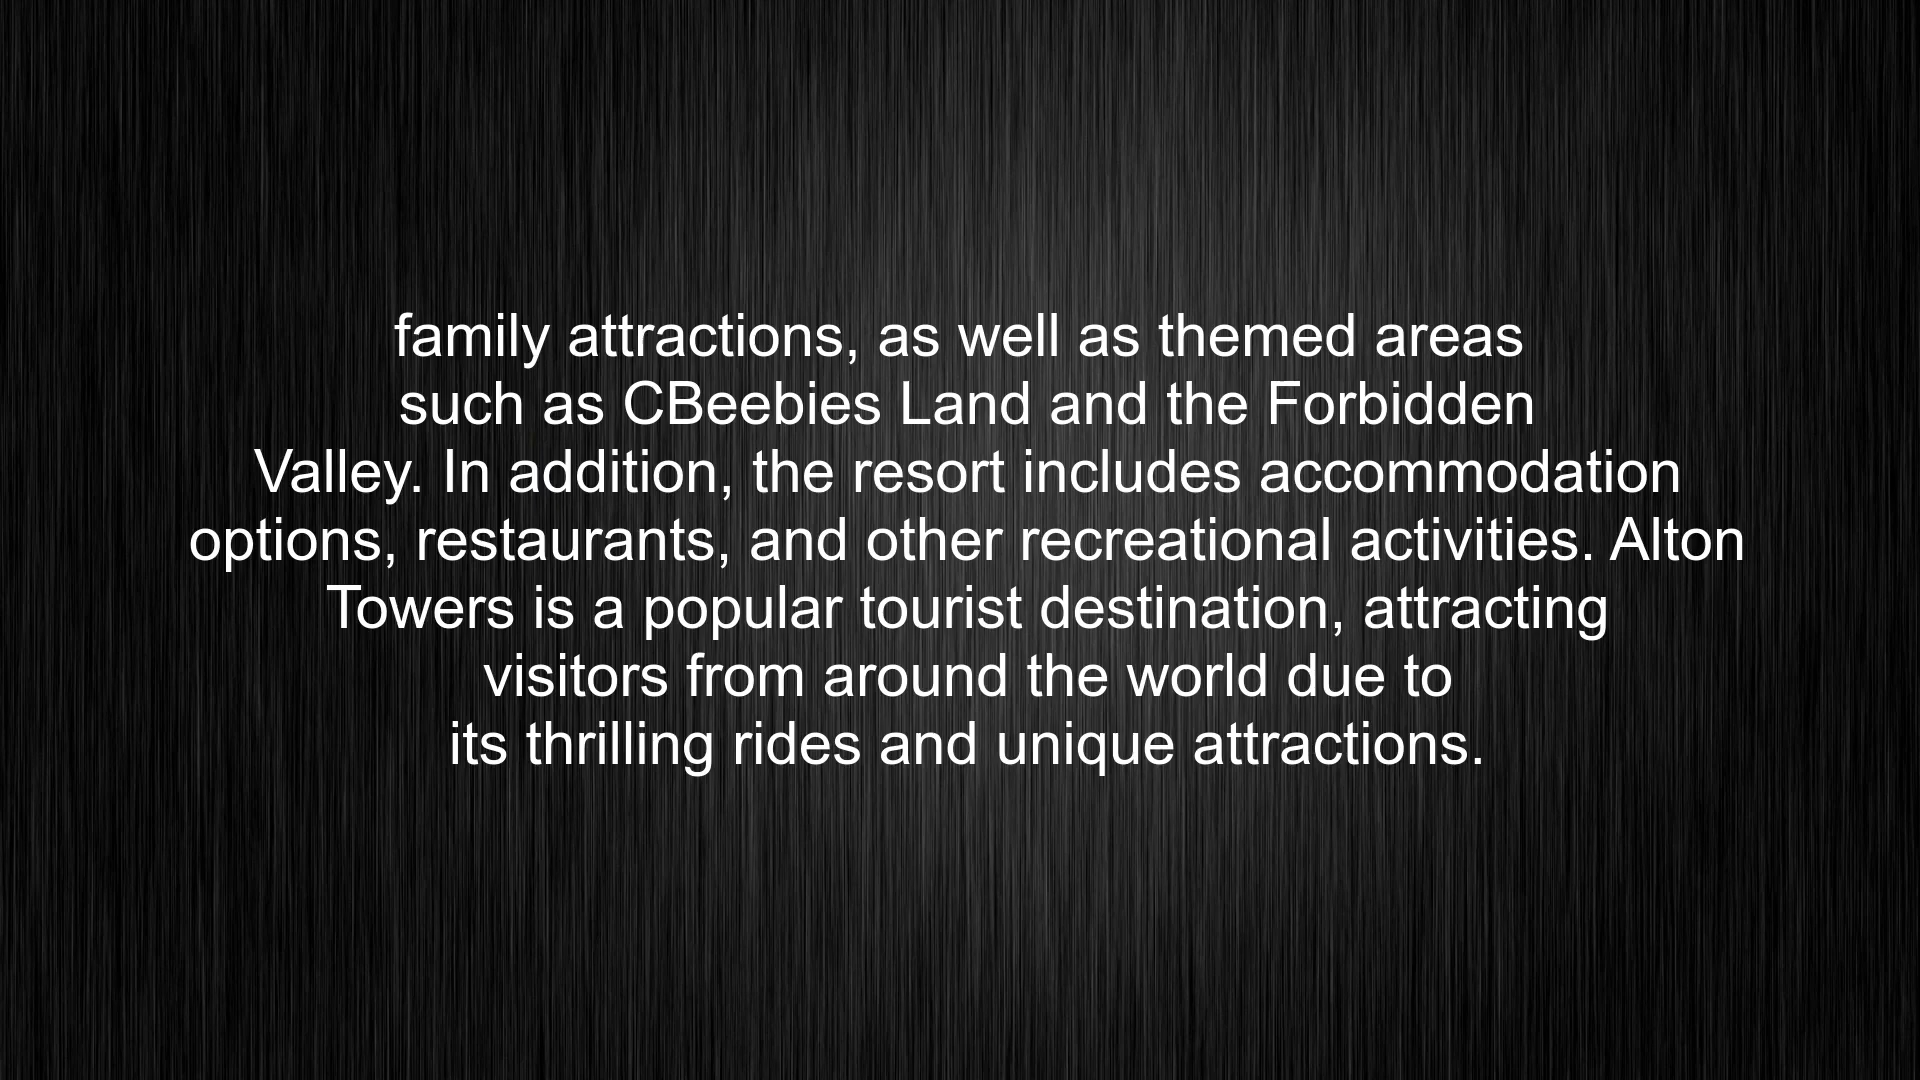 family attractions, as well as themed areas
such as CBeebies Land and the Forbidden
Valley. In addition, the resort includes accommodation
options, restaurants, and other recreational activities. Alton
Towers is a popular tourist destination, attracting
visitors from around the world due to
its thrilling rides and unique attractions.